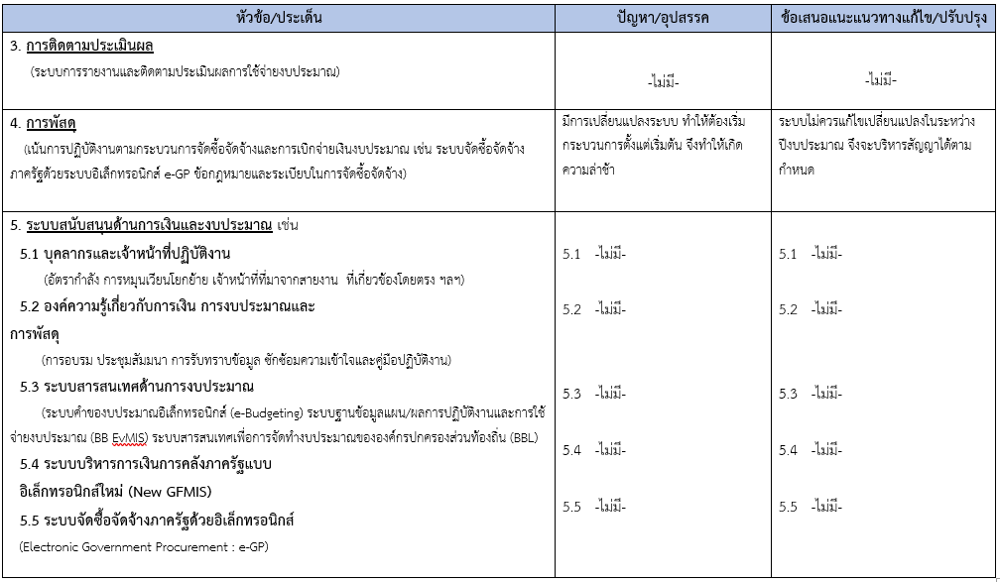 หัวข้อ/ประเด็น
ปัญหา/อุปสรรค
ข้อเสนอแนะแนวทางแก้ไข/ปรับปรุง
3. การติดตามประเมินผล
(ระบบการรายงานและติดตามประเมินผลการใช้จ่ายงบประมาณ)
-ไม่มี-
-ไม่มี-
4. การพัสดุ
(เน้นการปฏิบัติงานตามกระบวนการจัดซื้อจัดจ้างและการเบิกจ่ายเงินงบประมาณ เช่น ระบบจัดซื้อจัดจ้าง
ภาครัฐด้วยระบบอิเล็กทรอนิกส์ e-GP ข้อกฎหมายและระเบียบในการจัดซื้อจัดจ้าง)
มีการเปลี่ยนแปลงระบบ ทำให้ต้องเริ่ม
กระบวนการตั้งแต่เริ่มต้น จึงทำให้เกิด
ความล่าช้า
ระบบไม่ควรแก้ไขเปลี่ยนแปลงในระหว่าง
ปีงบประมาณ จึงจะบริหารสัญญาได้ตาม
กำหนด
5. ระบบสนับสนุนด้านการเงินและงบประมาณ เช่น
5.1 บุคลากรและเจ้าหน้าที่ปฏิบัติงาน
(อัตรากำลัง การหมุนเวียนโยกย้าย เจ้าหน้าที่ที่มาจากสายงาน ที่เกี่ยวข้องโดยตรง ฯลฯ)
5.2 องค์ความรู้เกี่ยวกับการเงิน การงบประมาณและ
การพัสดุ
(การอบรม ประชุมสัมมนา การรับทราบข้อมูล ซักซ้อมความเข้าใจและคู่มือปฏิบัติงาน)
5.3 ระบบสารสนเทศด้านการงบประมาณ
(ระบบคำของบประมาณอิเล็กทรอนิกส์ (e-Budgeting) ระบบฐานข้อมูลแผน/ผลการปฏิบัติงานและการใช้
จ่ายงบประมาณ (BB EvMIS) ระบบสารสนเทศเพื่อการจัดทำงบประมาณขององค์กรปกครองส่วนท้องถิ่น (BBL)
5.4 ระบบบริหารการเงินการคลังภาครัฐแบบ
อิเล็กทรอนิกส์ใหม่ (New GFMIS)
5.5 ระบบจัดซื้อจัดจ้างภาครัฐด้วยอิเล็กทรอนิกส์
(Electronic Government Procurement : e-GP)
5.1 -ไม่มี-
5.2 -ไม่มี-
5.3 -ไม่มี-
5.4 -ไม่มี-
5.5 -ไม่มี-
5.1 -ไม่มี-
5.2 -ไม่มี-
5.3 -ไม่มี-
5.4 -ไม่มี-
5.5 -ไม่มี-